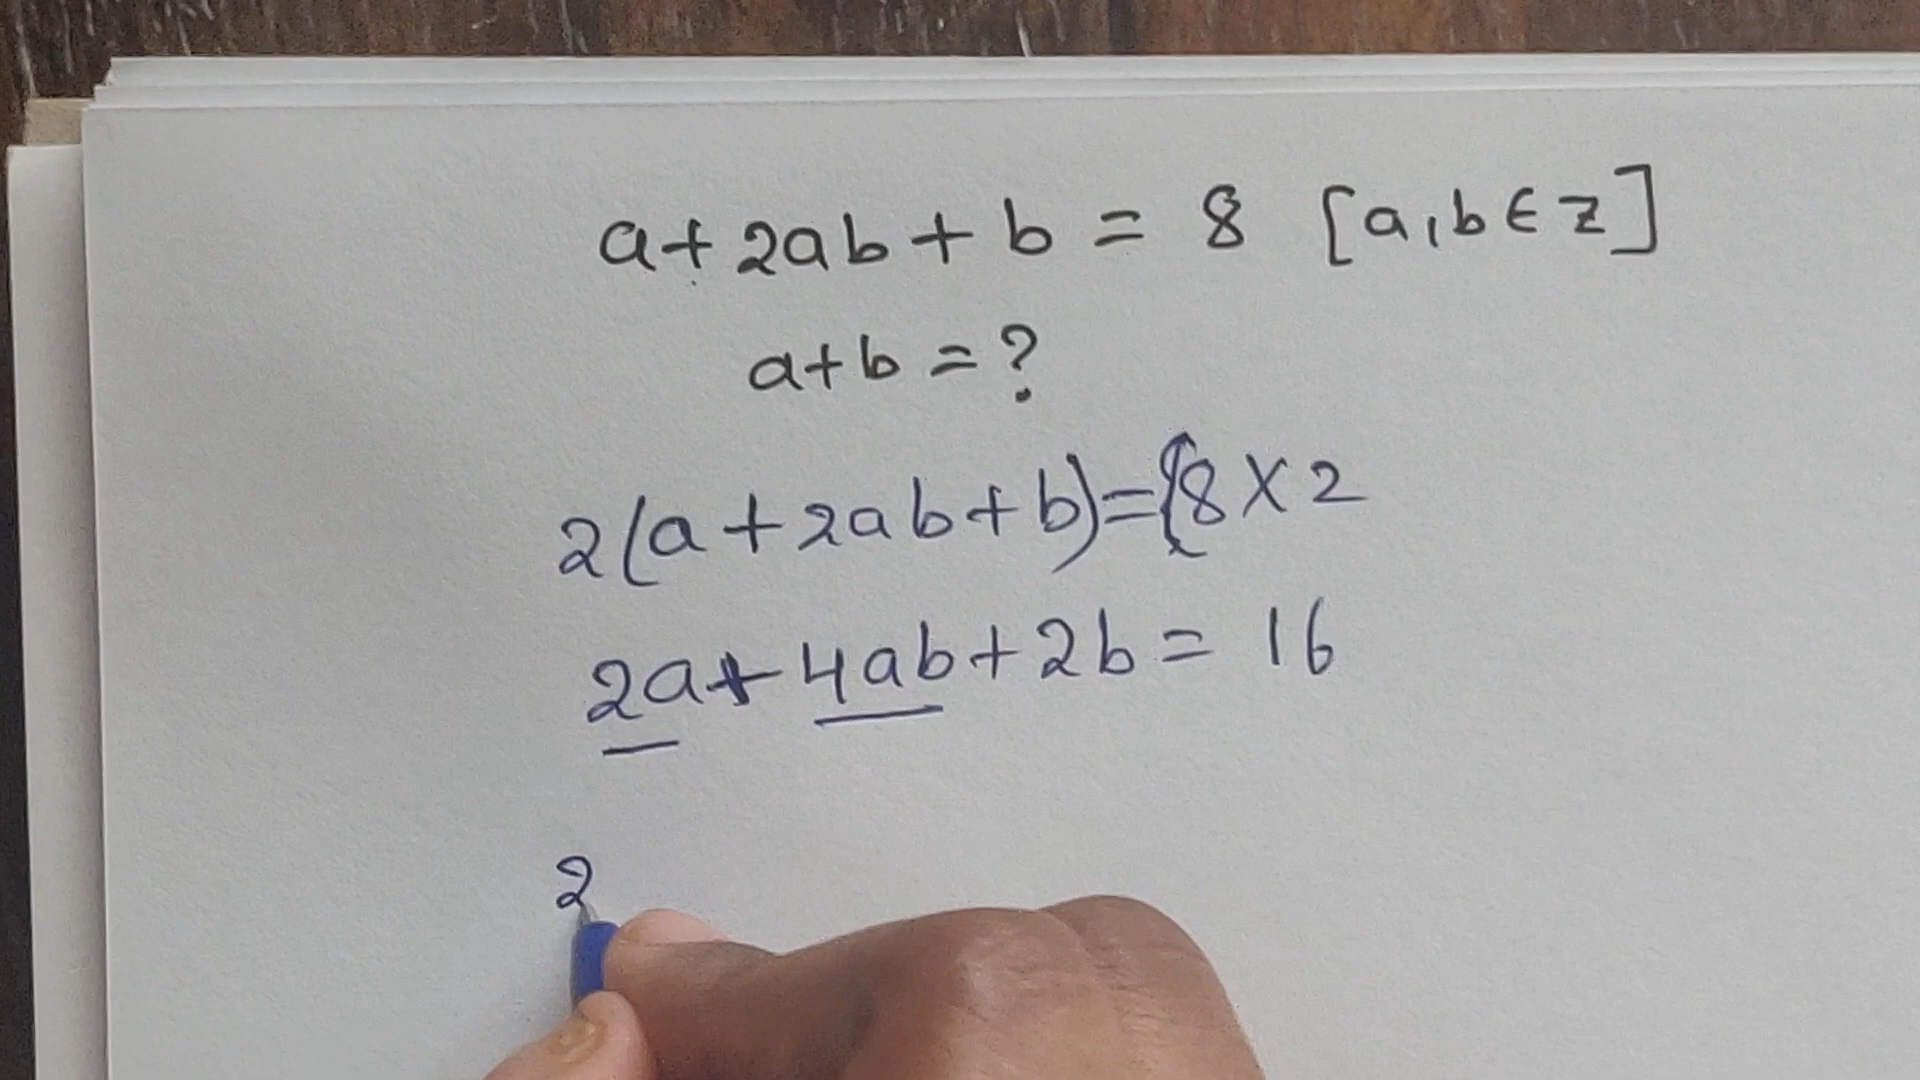 a+2ab+b = 8 [a,b∈z]
a+b = ?
2(a+2ab+b)=(8×2
2a+4ab+2b= 16
2